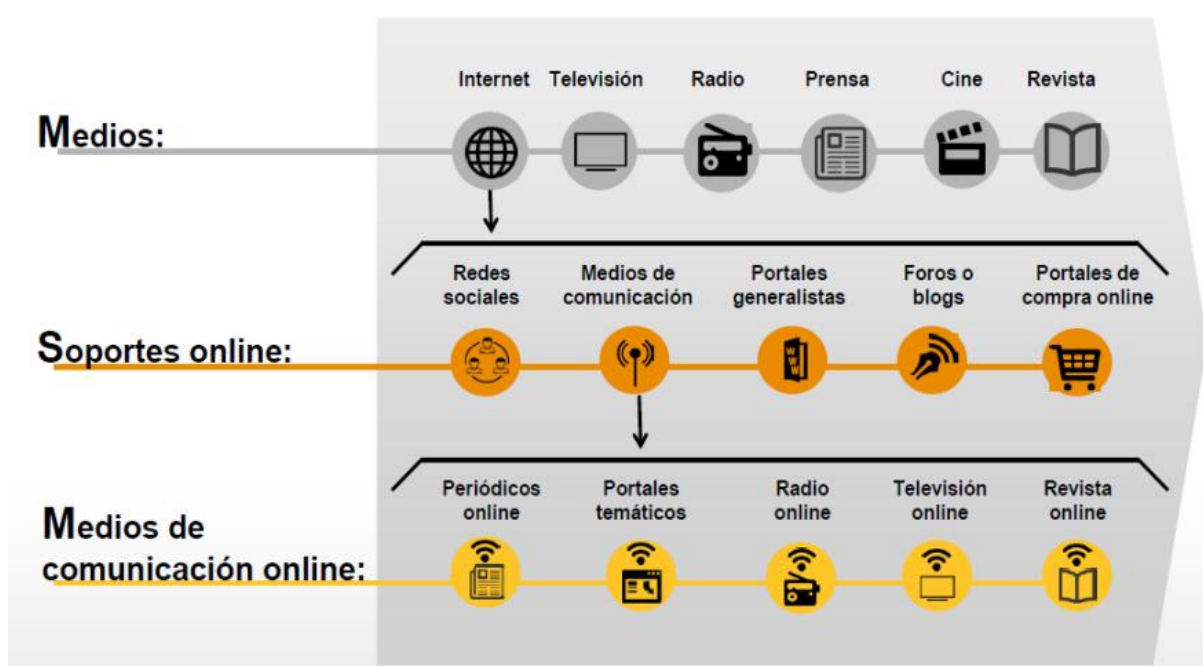 Internet Televisión Radio Prensa Cine Revista
Medios:
Redes sociales
Medios de comunicación
Portales generalistas
Foros o blogs
Portales de compra online
WWW
Soportes online:
Periódicos online
Portales temáticos
Radio online
Televisión online
Revista online
Medios de
comunicación online: